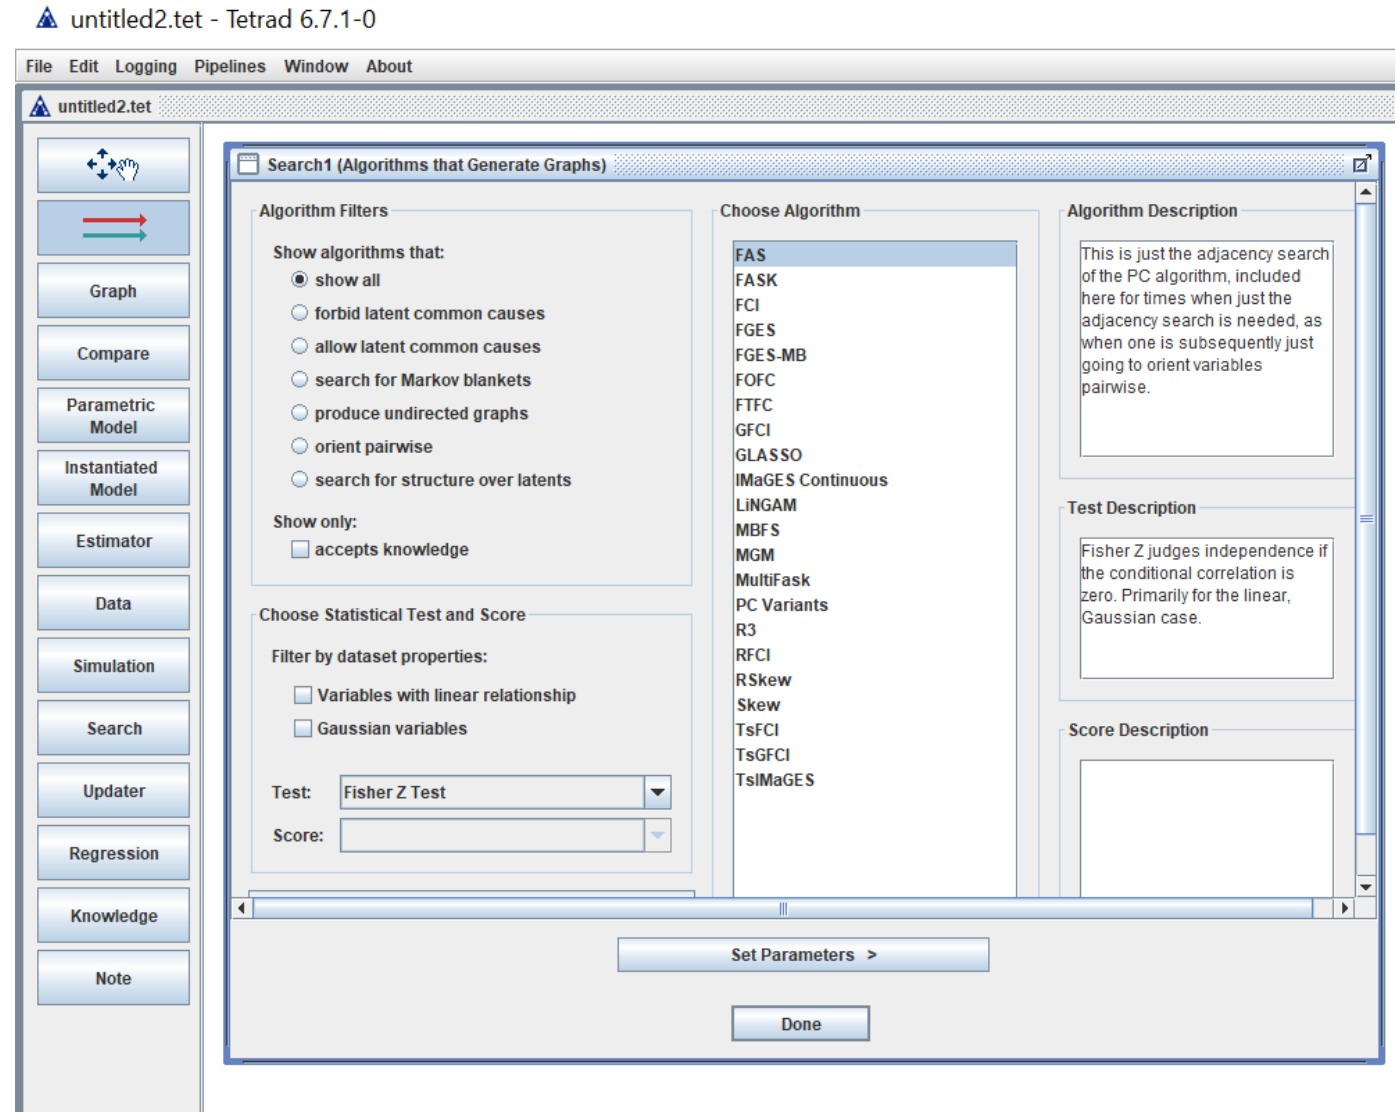 untitled2.tet - Tetrad 6.7.1-0
File Edit Logging Pipelines Window About
untitled2.tet
Graph
Compare
Parametric
Model
Instantiated
Model
Estimator
Data
Simulation
Search
Updater
Regression
Knowledge
Note
Search1 (Algorithms that Generate Graphs)
Algorithm Filters
Show algorithms that:
show all
forbid latent common causes
allow latent common causes
search for Markov blankets
produce undirected graphs
orient pairwise
search for structure over latents
Show only:
accepts knowledge
Choose Statistical Test and Score
Filter by dataset properties:
Variables with linear relationship
Gaussian variables
Test: Fisher Z Test
Score:
Choose Algorithm
FAS
FASK
FCI
FGES
FGES-MB
FOFC
FTFC
GFCI
GLASSO
IMaGES Continuous
LiNGAM
MBFS
MGM
MultiFask
PC Variants
R3
RFCI
RSkew
Skew
TsFCI
TsGFCI
TsIMaGES
Algorithm Description
This is just the adjacency search
of the PC algorithm, included
here for times when just the
adjacency search is needed, as
when one is subsequently just
going to orient variables
pairwise.
Test Description
Fisher Z judges independence if
the conditional correlation is
zero. Primarily for the linear,
Gaussian case.
Score Description
Set Parameters >
Done